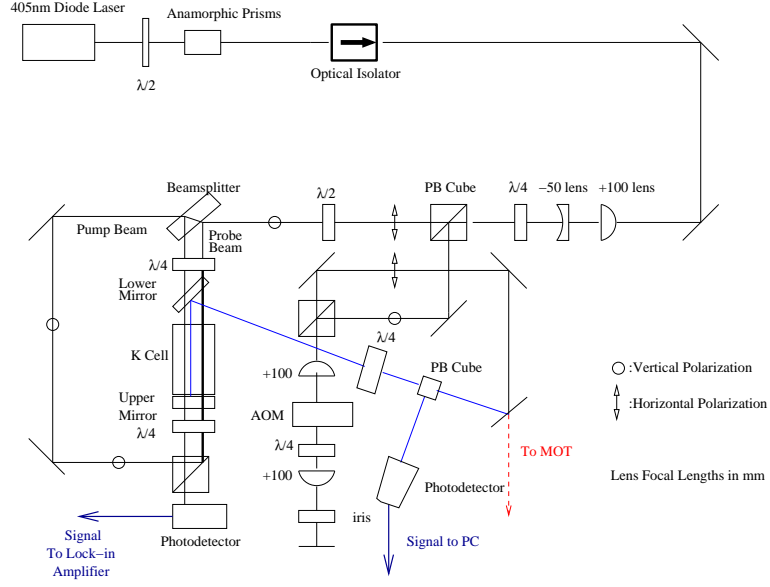 405nm Diode Laser
Anamorphic Prisms
λ/2
Optical Isolator
Beamsplitter
λ/2
PB Cube
λ/4
−50 lens
+100 lens
Pump Beam
Probe
Beam
λ/4
Lower
Mirror
K Cell
λ/4
PB Cube
+100
Upper
Mirror
AOM
λ/4
λ/4
+100
:Vertical Polarization
:Horizontal Polarization
To MOT
Lens Focal Lengths in mm
Photodetector
iris
Signal
To Lock−in
Amplifier
Photodetector
Signal to PC